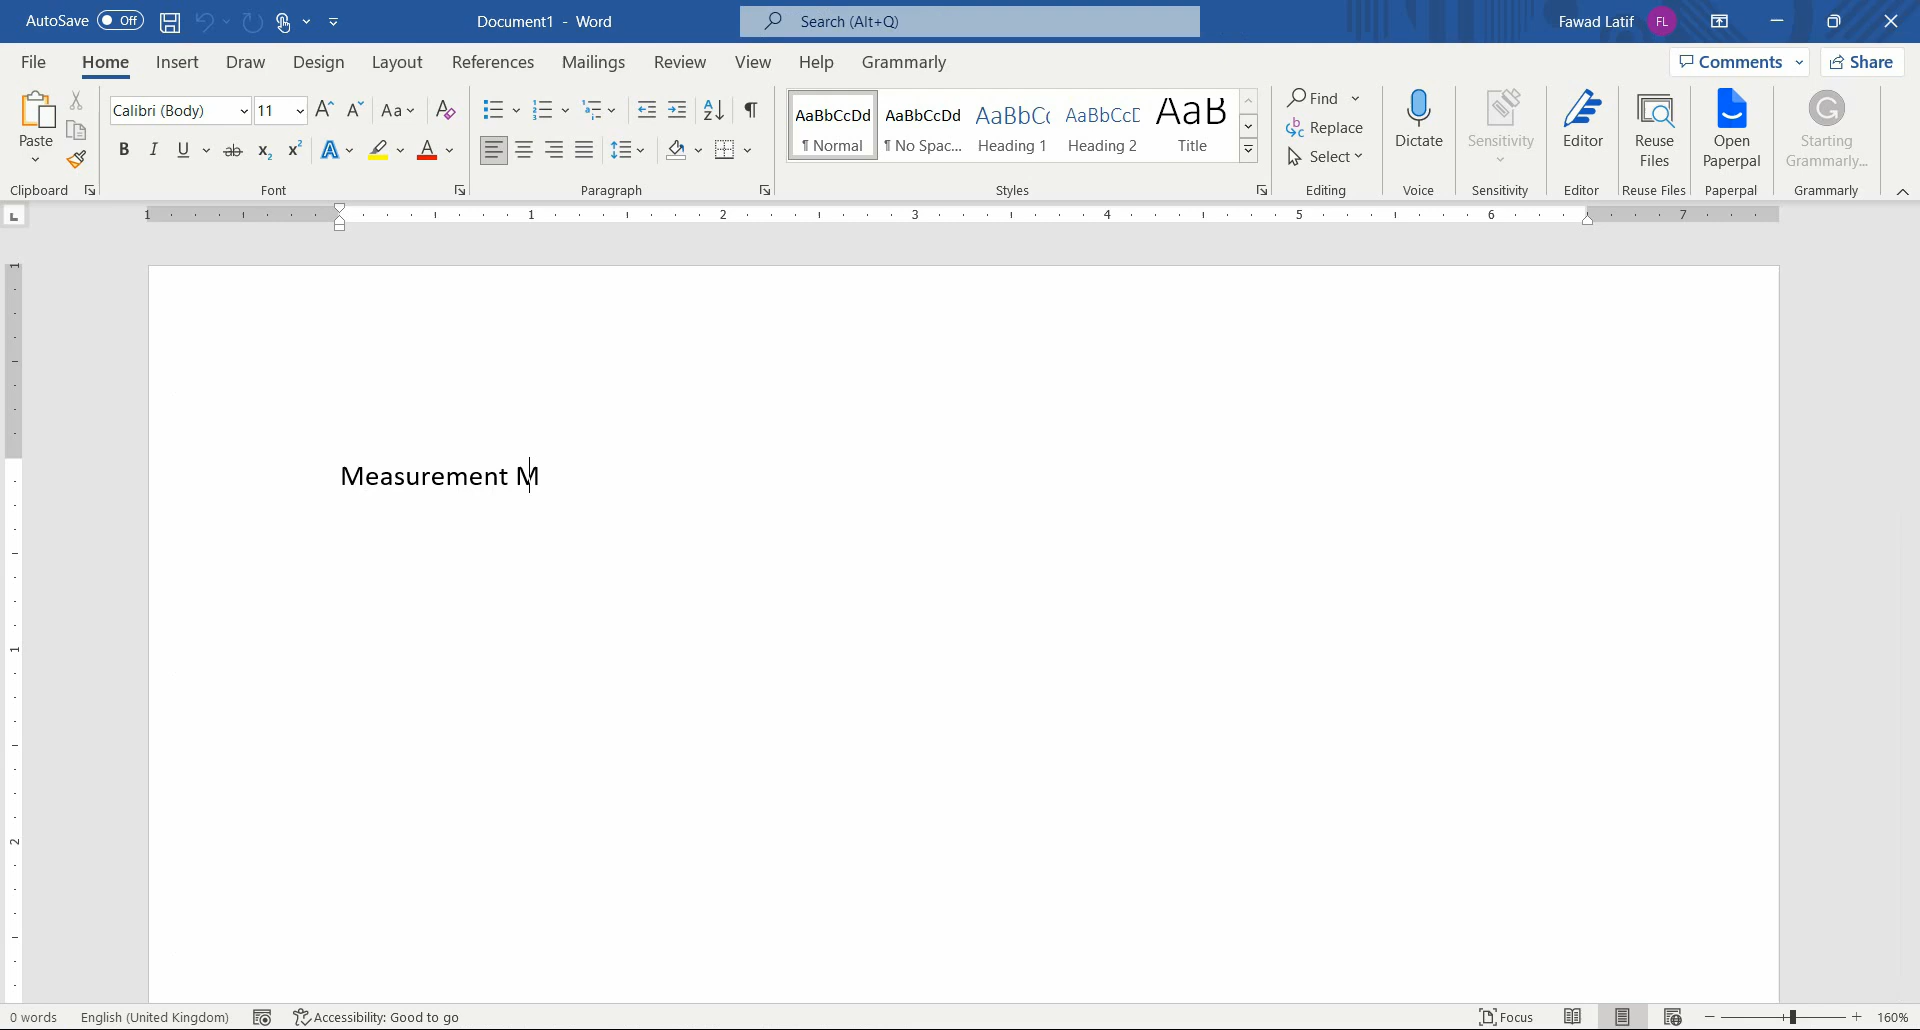 AutoSave Off Document1 - Word Search (Alt+Q) Fawad Latif FL
File Home Insert Draw Design Layout References Mailings Review View Help Grammarly Comments Share
Paste
Clipboard
Calibri (Body) 11 Aa
Font
Paragraph
AaBbCcDd AaBbCcDd AaBbCc AaBbCcD AaB
¶ Normal ¶ No Spac... Heading 1 Heading 2 Title
Styles
Find
Replace
Select
Editing
Dictate
Voice
Sensitivity
Sensitivity
Editor
Editor
Reuse
Files
Reuse Files
Open
Paperpal
Paperpal
Starting
Grammarly...
Grammarly
1 1 2 3 4 5 6 7
1
1
2
Measurement M
0 words English (United Kingdom) Accessibility: Good to go Focus 160%